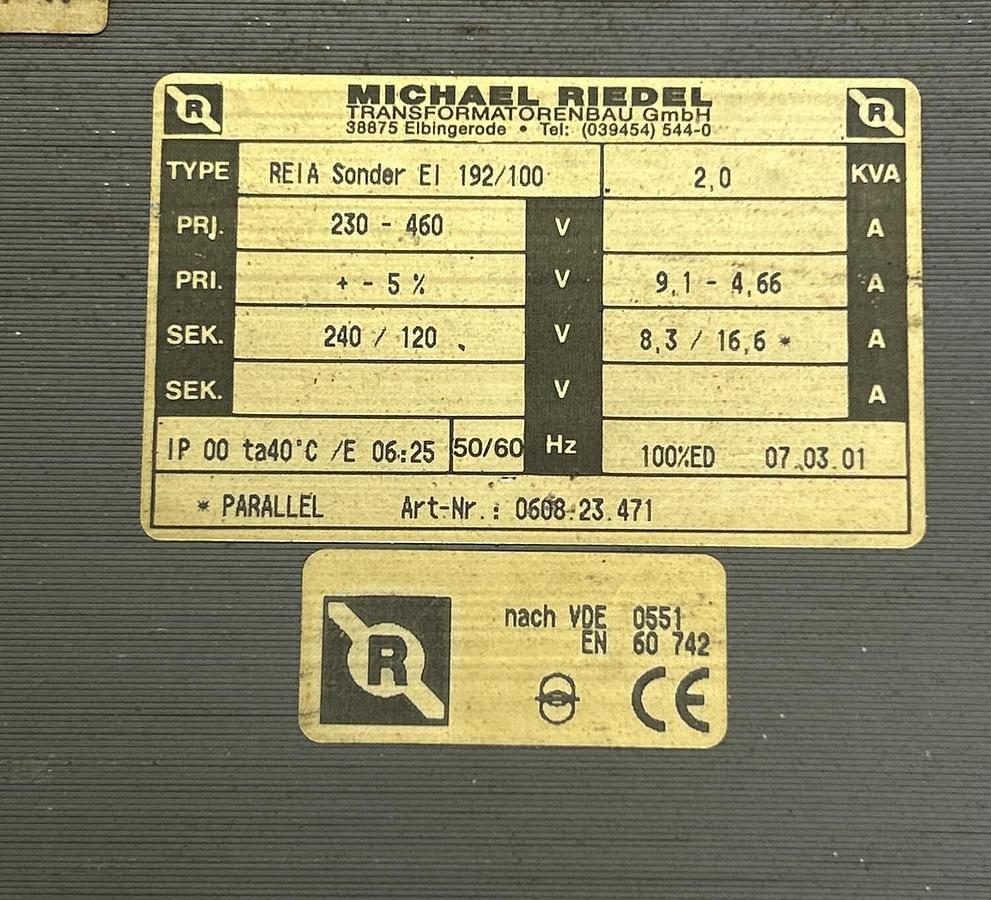 R MICHAEL RIEDEL R
TRANSFORMATORENBAU GmbH
38875 Elbingerode • Tel: (039454) 544-0
TYPE REIA Sonder EI 192/100 2,0 KVA
PRJ. 230 - 460 V A
PRI. + - 5 % V 9,1 - 4,66 A
SEK. 240 / 120 V 8,3 / 16,6 * A
SEK. V A
IP 00 ta40°C /E 06:25 50/60 Hz 100%ED 07.03.01
* PARALLEL Art-Nr.: 0608-23.471
R
nach VDE 0551
EN 60 742
CE